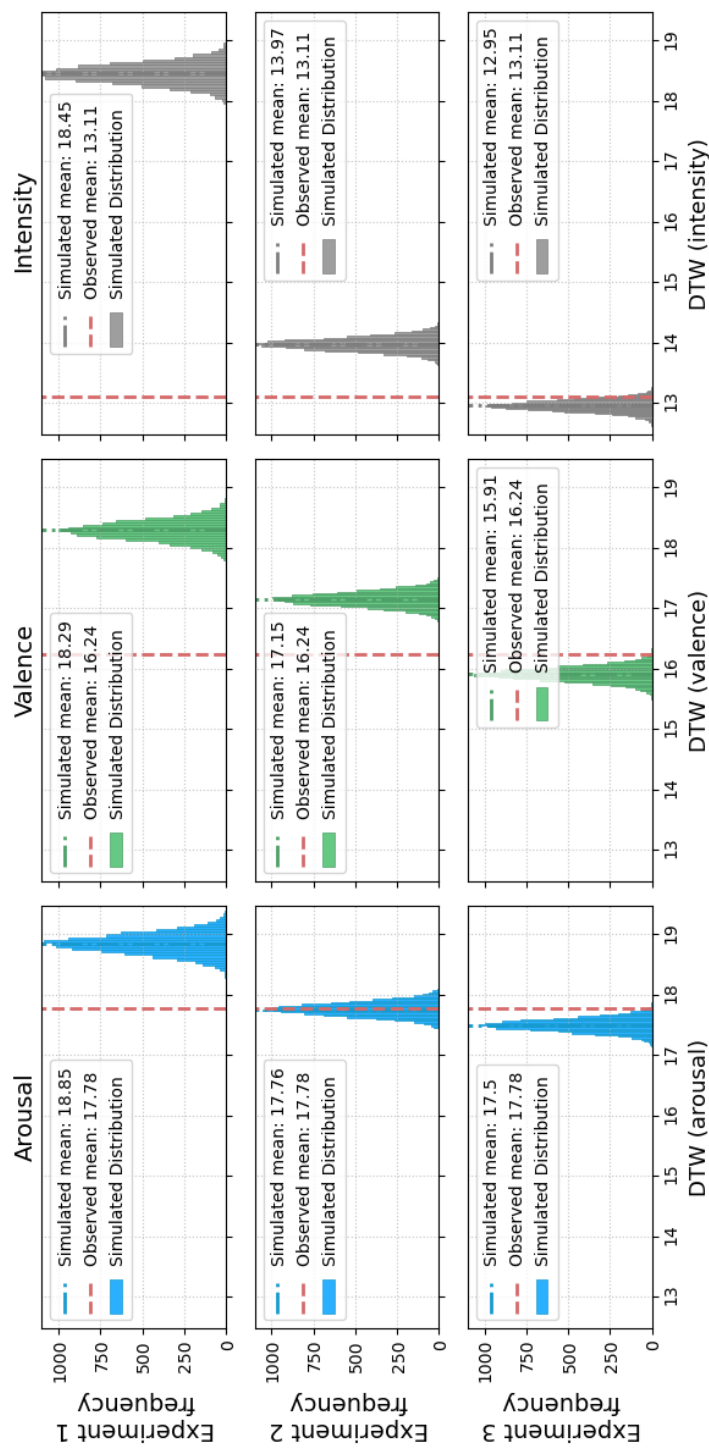 Arousal
Valence
Intensity
Experiment 1
frequency
1000
750
500
250
0
Simulated mean: 18.85
Observed mean: 17.78
Simulated Distribution
Simulated mean: 18.29
Observed mean: 16.24
Simulated Distribution
Simulated mean: 18.45
Observed mean: 13.11
Simulated Distribution
Experiment 2
frequency
1000
750
500
250
0
Simulated mean: 17.76
Observed mean: 17.78
Simulated Distribution
Simulated mean: 17.15
Observed mean: 16.24
Simulated Distribution
Simulated mean: 13.97
Observed mean: 13.11
Simulated Distribution
Experiment 3
frequency
1000
750
500
250
0
Simulated mean: 17.5
Observed mean: 17.78
Simulated Distribution
Simulated mean: 15.91
Observed mean: 16.24
Simulated Distribution
Simulated mean: 12.95
Observed mean: 13.11
Simulated Distribution
13 14 15 16 17 18 19
DTW (arousal)
13 14 15 16 17 18 19
DTW (valence)
13 14 15 16 17 18 19
DTW (intensity)